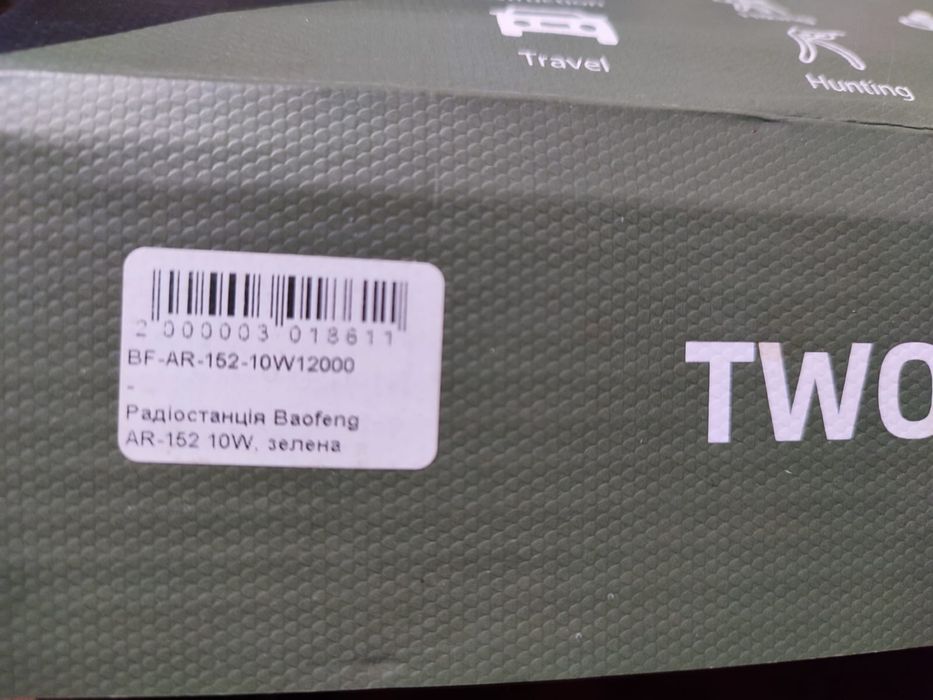 Travel
Hunting
2 000003 018611
BF-AR-152-10W12000
-
Радіостанція Baofeng
AR-152 10W, зелена
TWO